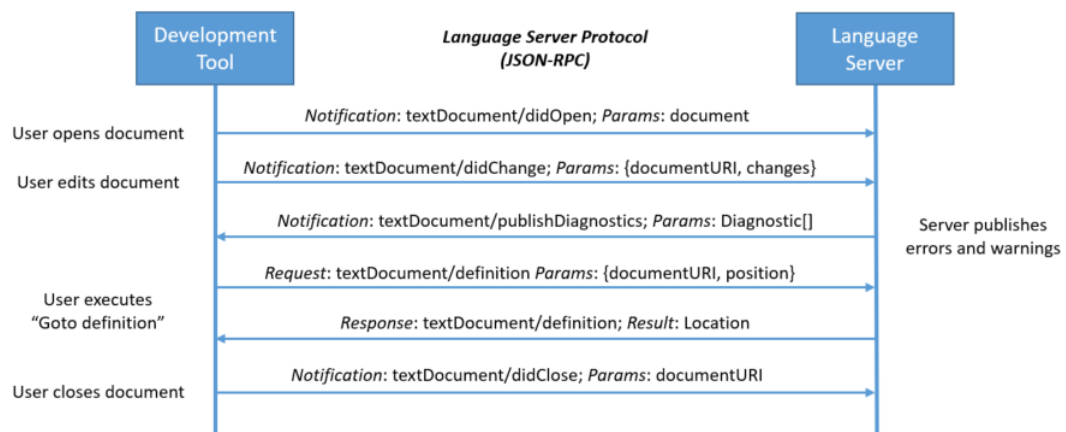 Development
Tool
Language Server Protocol
(JSON-RPC)
Language
Server
Notification: textDocument/didOpen; Params: document
User opens document
Notification: textDocument/didChange; Params: {documentURI, changes}
User edits document
Notification: textDocument/publishDiagnostics; Params: Diagnostic[]
Server publishes
errors and warnings
Request: textDocument/definition Params: {documentURI, position}
User executes
“Goto definition”
Response: textDocument/definition; Result: Location
Notification: textDocument/didClose; Params: documentURI
User closes document